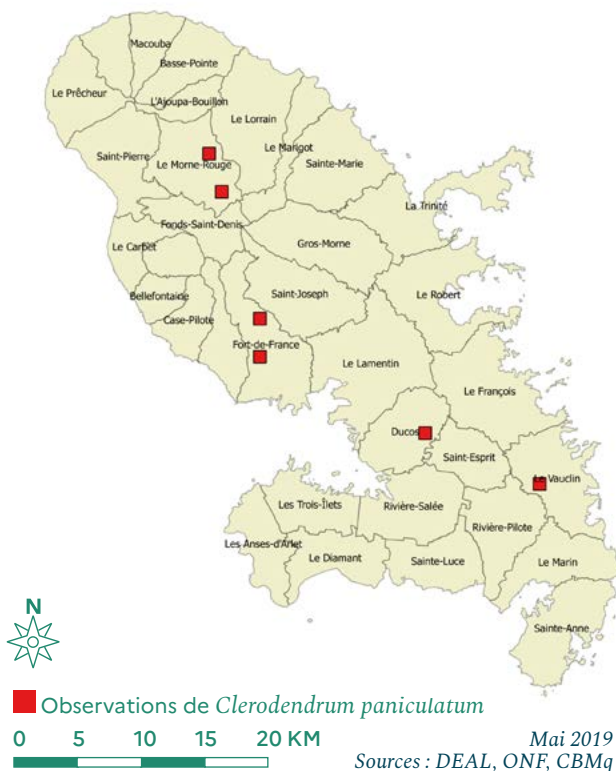 Macouba
Basse-Pointe
Le Prêcheur
L'Ajoupa-Bouillon
Le Lorrain
Saint-Pierre
Le Morne-Rouge
Le Marigot
Sainte-Marie
La Trinité
Fonds-Saint-Denis
Le Carbet
Gros-Morne
Bellefontaine
Saint-Joseph
Le Robert
Case-Pilote
Fort-de-France
Le Lamentin
Le François
Ducos
Saint-Esprit
Le Vauclin
Les Trois-Îlets
Rivière-Salée
Rivière-Pilote
Les Anses-d'Arlet
Le Diamant
Sainte-Luce
Le Marin
Sainte-Anne
N
Observations de Clerodendrum paniculatum
0 5 10 15 20 KM
Mai 2019
Sources : DEAL, ONF, CBMq